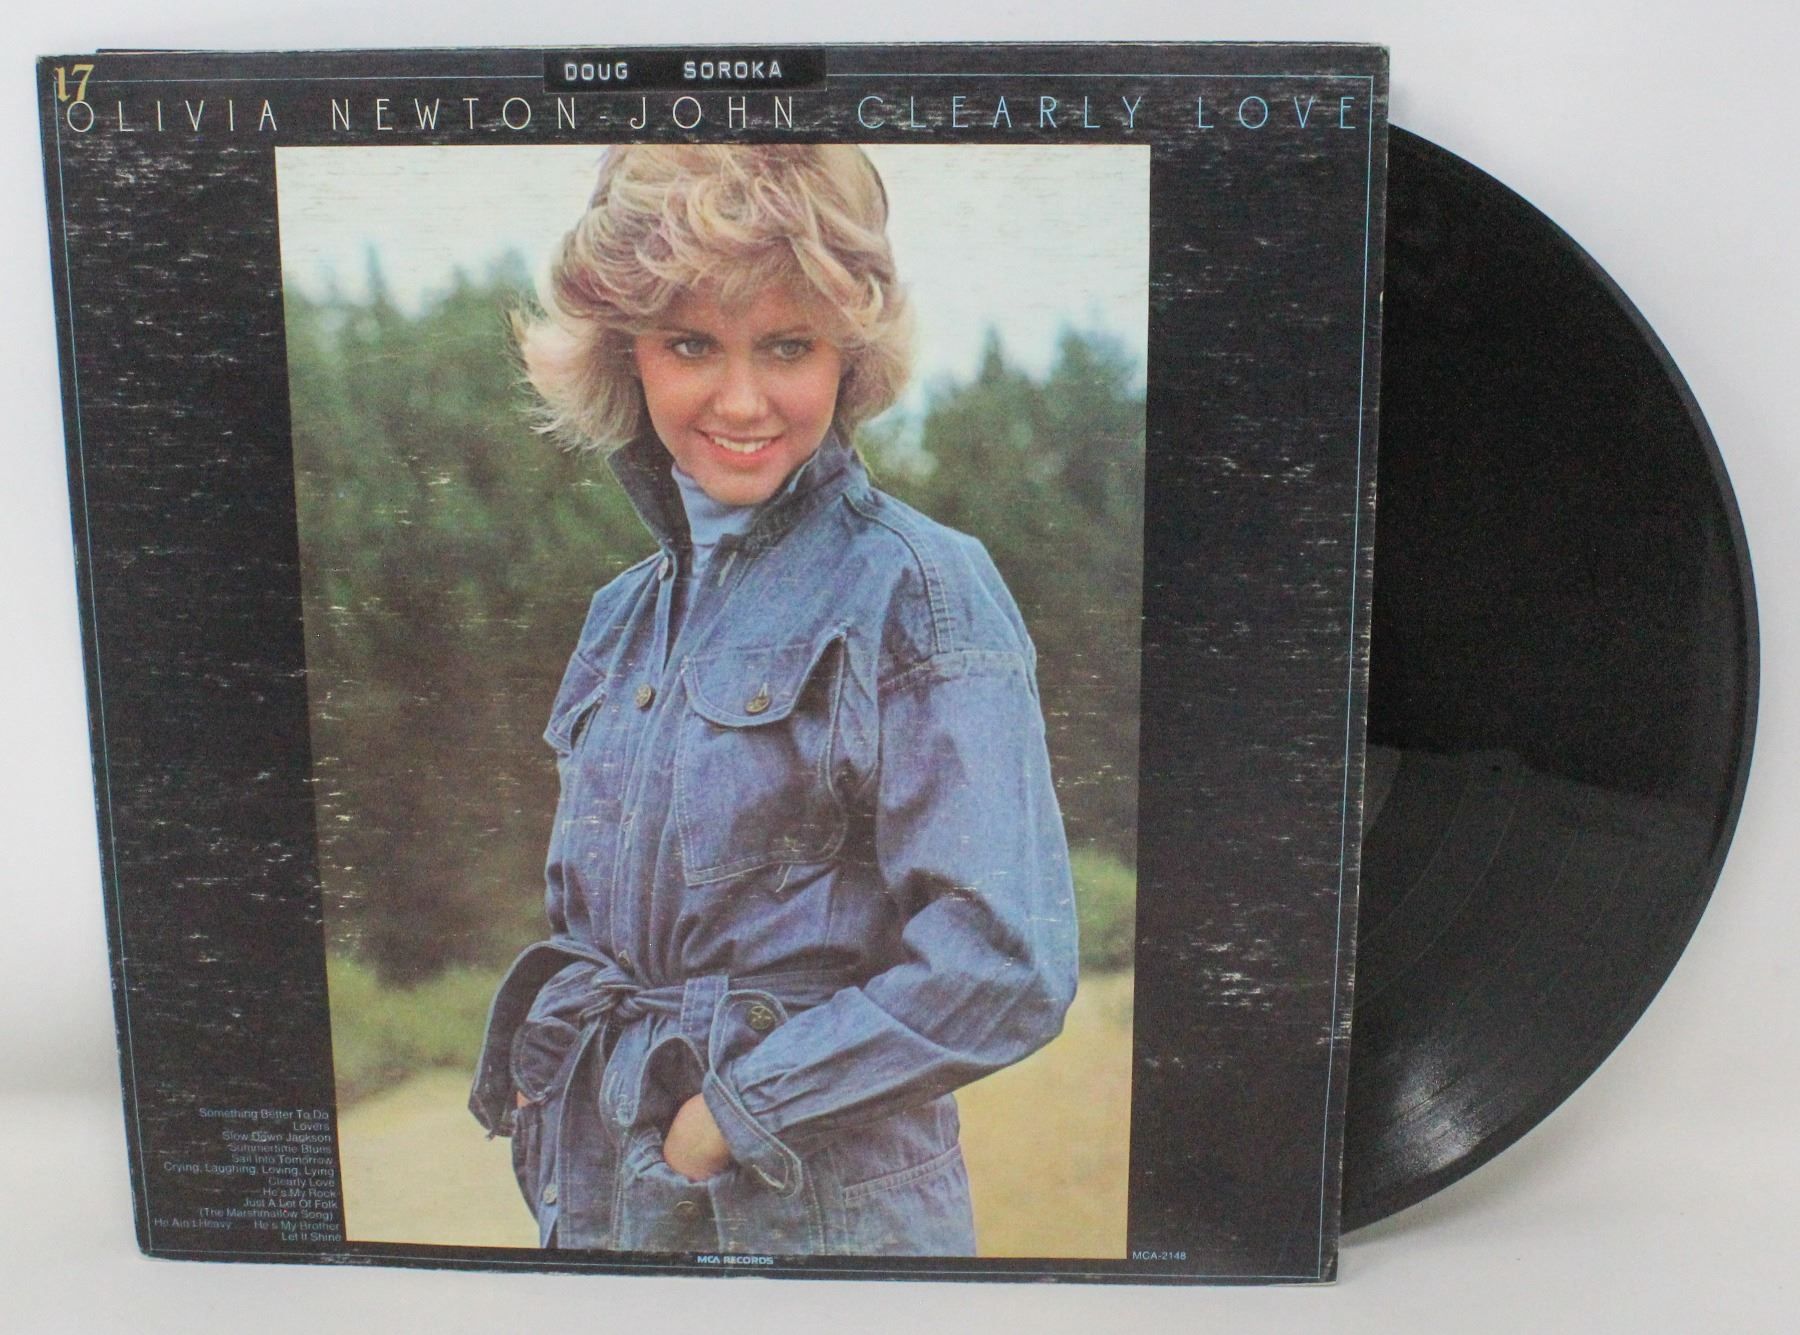 DOUG SOROKA
17
OLIVIA NEWTON-JOHN CLEARLY LOVE
Something Better To Do
Lovers
Slow Down Jackson
Summertime Blues
Sail Into Tomorrow
Crying, Laughing, Loving, Lying
Clearly Love
He's My Rock
Just A Lot Of Folk
(The Marshmallow Song)
He Ain't Heavy... He's My Brother
Let It Shine
MCA RECORDS
MCA-2148